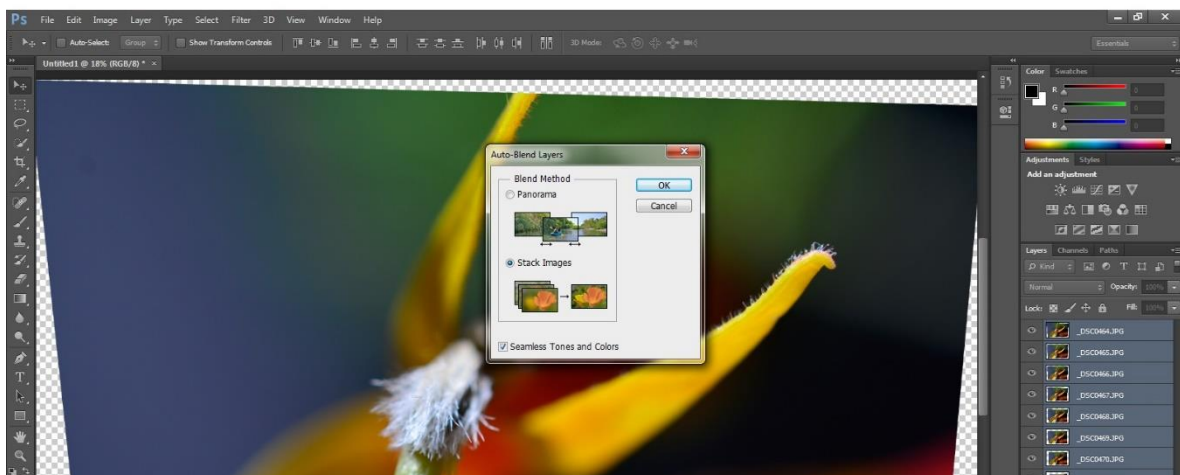 Ps File Edit Image Layer Type Select Filter 3D View Window Help
Auto-Select: Group Show Transform Controls 3D Mode: Essentials
Untitled1 @ 18% (RGB/8) * ×
Color Swatches
R 0
G 0
B 0
Adjustments Styles
Add an adjustment
Layers Channels Paths
Kind
Normal Opacity: 100%
Lock: Fill: 100%
_DSC0464.JPG
_DSC0465.JPG
_DSC0466.JPG
_DSC0467.JPG
_DSC0468.JPG
_DSC0469.JPG
_DSC0470.JPG
Auto-Blend Layers
Blend Method
Panorama
Stack Images
Seamless Tones and Colors
OK
Cancel